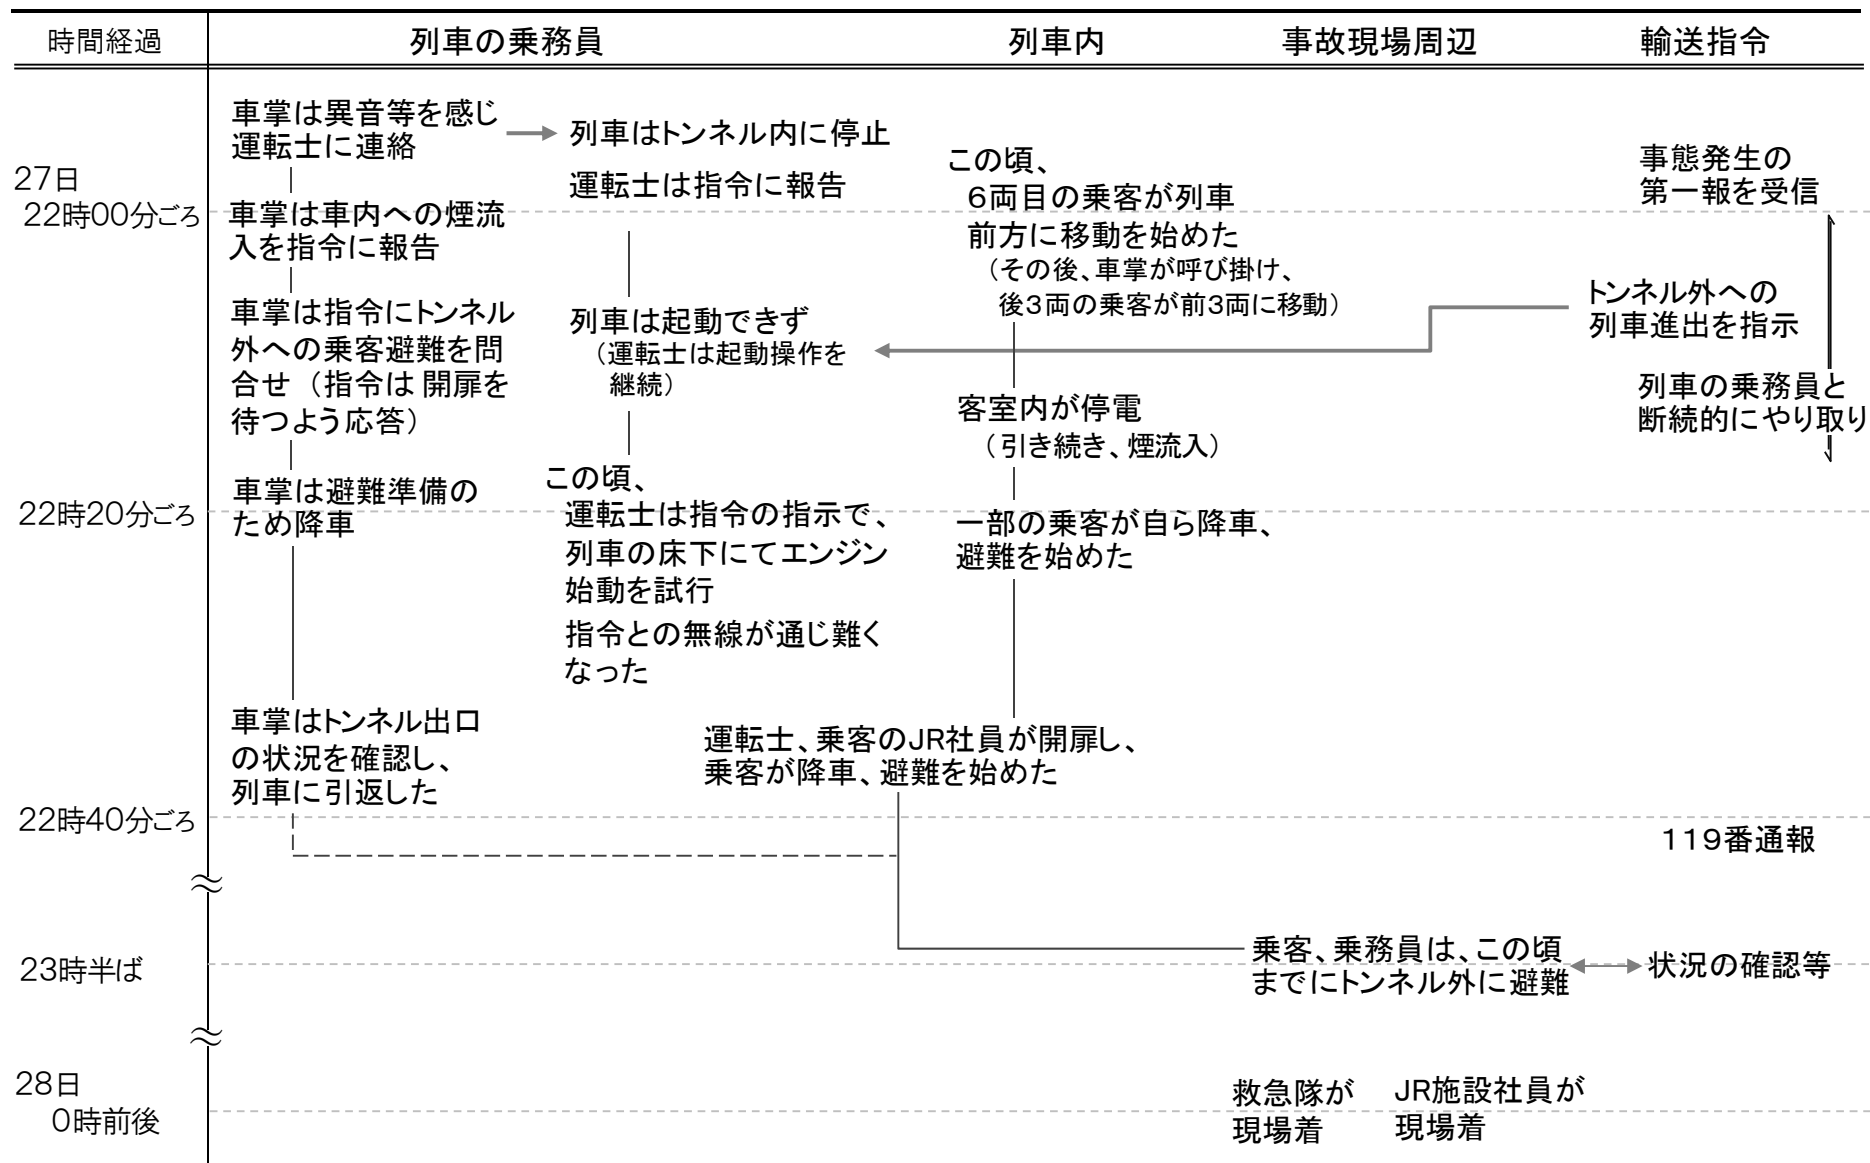 時間経過
列車の乗務員
列車内
事故現場周辺
輸送指令
27日
22時00分ごろ
22時20分ごろ
22時40分ごろ
23時半ば
28日
0時前後
車掌は異音等を感じ
運転士に連絡
車掌は車内への煙流
入を指令に報告
車掌は指令にトンネル
外への乗客避難を問
合せ（指令は開扉を
待つよう応答）
車掌は避難準備の
ため降車
車掌はトンネル出口
の状況を確認し、
列車に引返した
列車はトンネル内に停止
運転士は指令に報告
列車は起動できず
（運転士は起動操作を
継続）
この頃、
運転士は指令の指示で、
列車の床下にてエンジン
始動を試行
指令との無線が通じ難く
なった
この頃、
６両目の乗客が列車
前方に移動を始めた
（その後、車掌が呼び掛け、
後３両の乗客が前３両に移動）
客室内が停電
（引き続き、煙流入）
一部の乗客が自ら降車、
避難を始めた
運転士、乗客のJR社員が開扉し、
乗客が降車、避難を始めた
乗客、乗務員は、この頃
までにトンネル外に避難
救急隊が
現場着
JR施設社員が
現場着
事態発生の
第一報を受信
トンネル外への
列車進出を指示
列車の乗務員と
断続的にやり取り
１１９番通報
状況の確認等